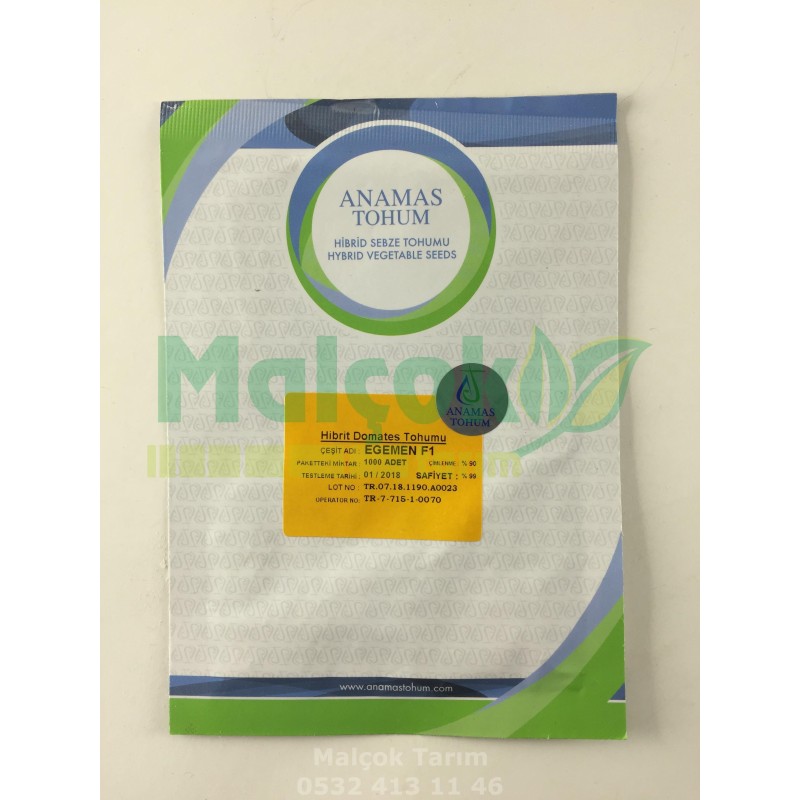 ANAMAS
TOHUM
HİBRİD SEBZE TOHUMU
HYBRID VEGETABLE SEEDS
Malçok
ANAMAS
TOHUM
Hibrit Domates Tohumu
ÇEŞİT ADI : EGEMEN F1
PAKETTEKİ MİKTAR : 1000 ADET ÇİMLENME : % 90
TESTLEME TARİHİ : 01 / 2018 SAFİYET : % 99
LOT NO : TR.07.18.1190.A0023
OPERATOR NO: TR-7-715-1-0070
www.anamastohum.com
Malçok Tarım
0532 413 11 46